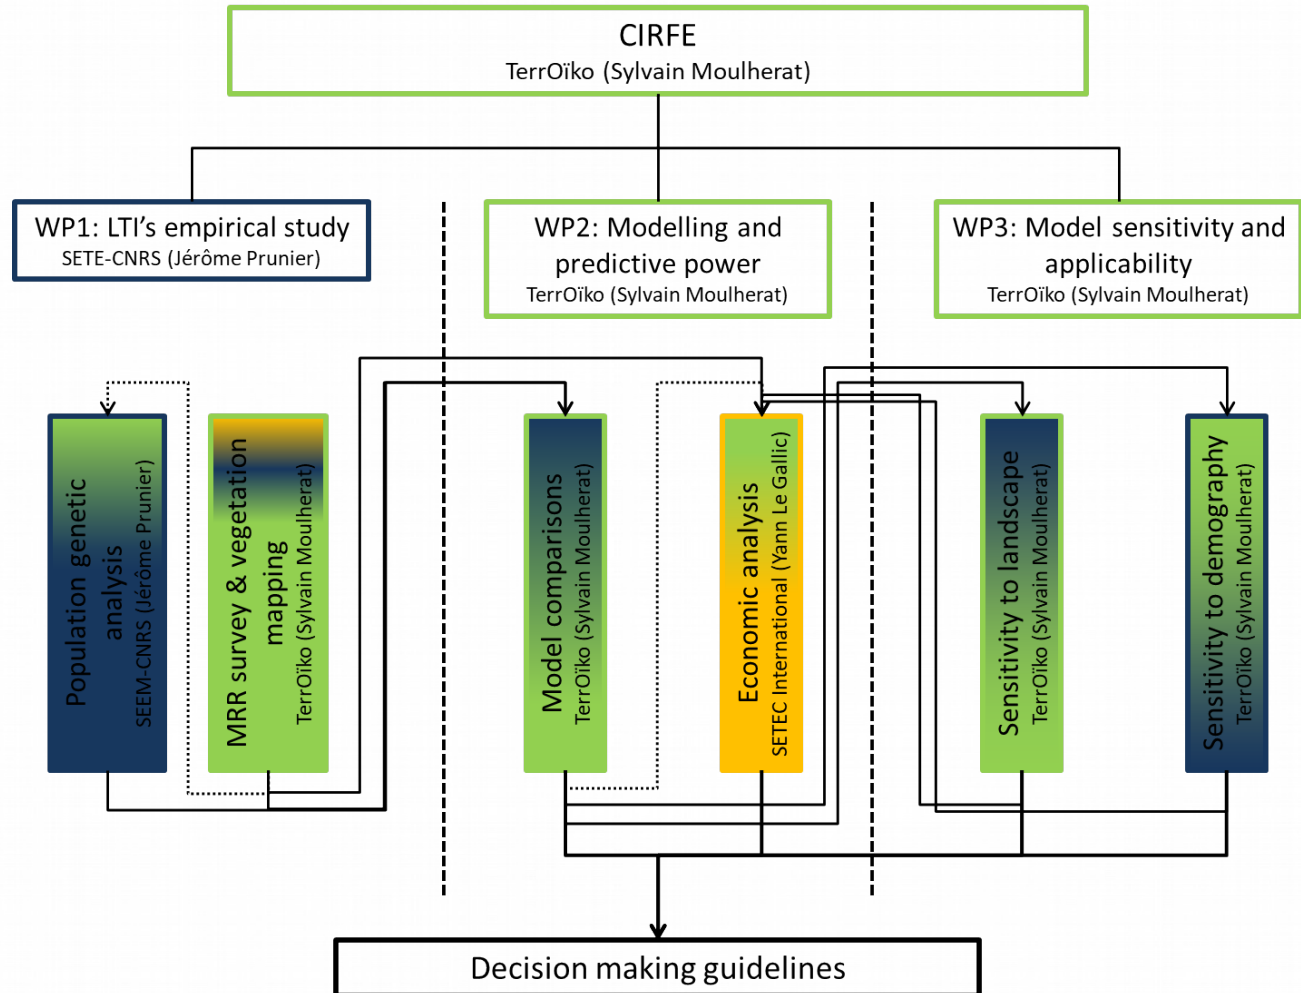 CIRFE
TerrOïko (Sylvain Moulherat)
WP1: LTI's empirical study
SETE-CNRS (Jérôme Prunier)
WP2: Modelling and
predictive power
TerrOïko (Sylvain Moulherat)
WP3: Model sensitivity and
applicability
TerrOïko (Sylvain Moulherat)
Population genetic
analysis
SEEM-CNRS (Jérôme Prunier)
MRR survey & vegetation
mapping
TerrOïko (Sylvain Moulherat)
Model comparisons
TerrOïko (Sylvain Moulherat)
Economic analysis
SETEC International (Yann Le Gallic)
Sensitivity to landscape
TerrOïko (Sylvain Moulherat)
Sensitivity to demography
TerrOïko (Sylvain Moulherat)
Decision making guidelines